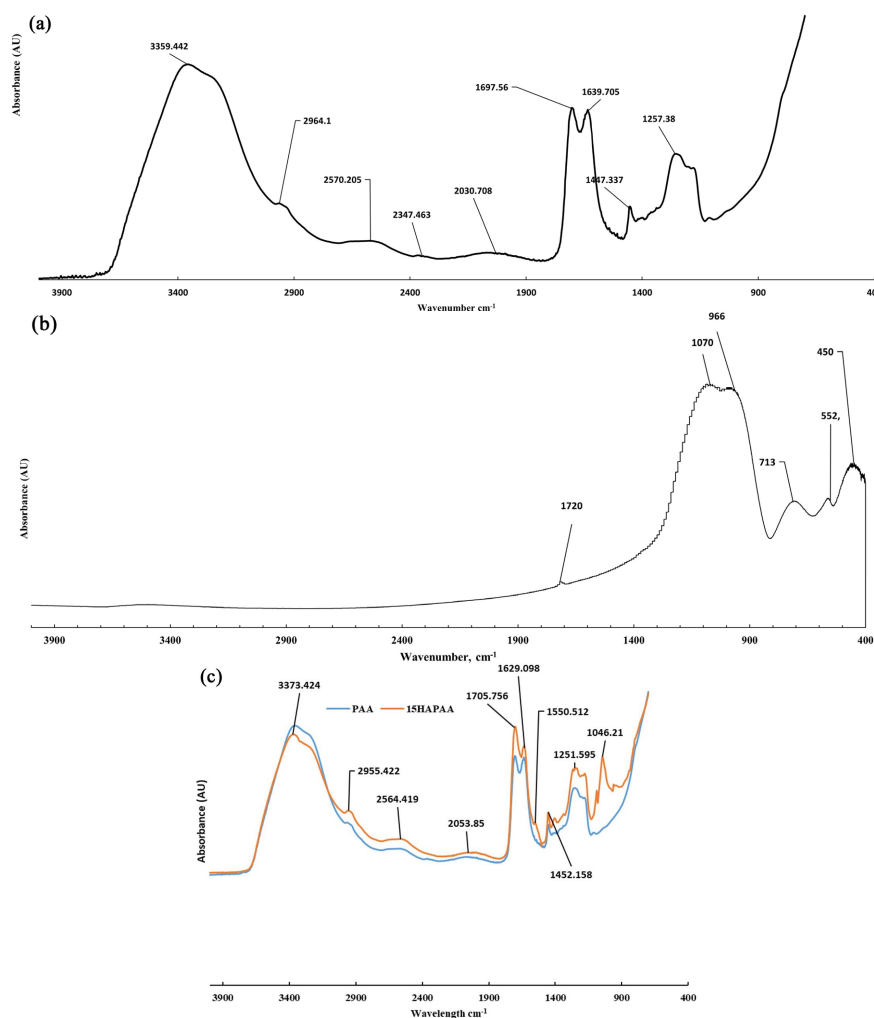 (a)
Absorbance (AU)
3359.442
2964.1
2570.205
2347.463
2030.708
1697.56
1639.705
1447.337
1257.38
3900 3400 2900 2400 1900 1400 900 40
Wavenumber cm-1
(b)
Absorbance (AU)
1720
1070
966
713
552,
450
3900 3400 2900 2400 1900 1400 900 400
Wavenumber, cm-1
(c)
Absorbance (AU)
PAA 15HAPAA
3373.424
2955.422
2564.419
2053.85
1705.756
1629.098
1550.512
1452.158
1251.595
1046.21
3900 3400 2900 2400 1900 1400 900 400
Wavelength cm-1